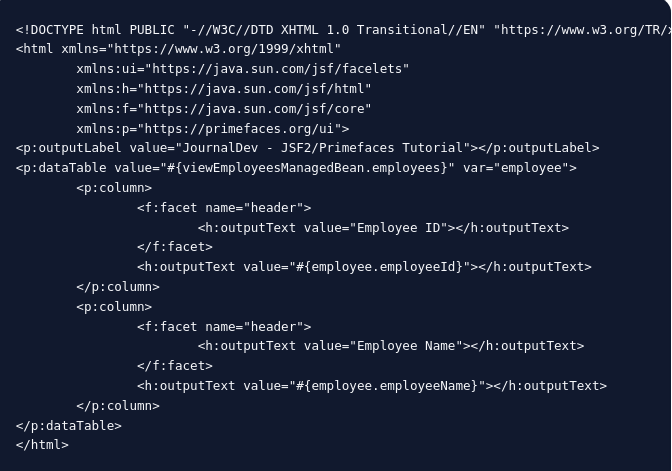 <!DOCTYPE html PUBLIC "-//W3C//DTD XHTML 1.0 Transitional//EN" "https://www.w3.org/TR/
<html xmlns="https://www.w3.org/1999/xhtml"
        xmlns:ui="https://java.sun.com/jsf/facelets"
        xmlns:h="https://java.sun.com/jsf/html"
        xmlns:f="https://java.sun.com/jsf/core"
        xmlns:p="https://primefaces.org/ui">
<p:outputLabel value="JournalDev - JSF2/Primefaces Tutorial"></p:outputLabel>
<p:dataTable value="#{viewEmployeesManagedBean.employees}" var="employee">
        <p:column>
                <f:facet name="header">
                        <h:outputText value="Employee ID"></h:outputText>
                </f:facet>
                <h:outputText value="#{employee.employeeId}"></h:outputText>
        </p:column>
        <p:column>
                <f:facet name="header">
                        <h:outputText value="Employee Name"></h:outputText>
                </f:facet>
                <h:outputText value="#{employee.employeeName}"></h:outputText>
        </p:column>
</p:dataTable>
</html>